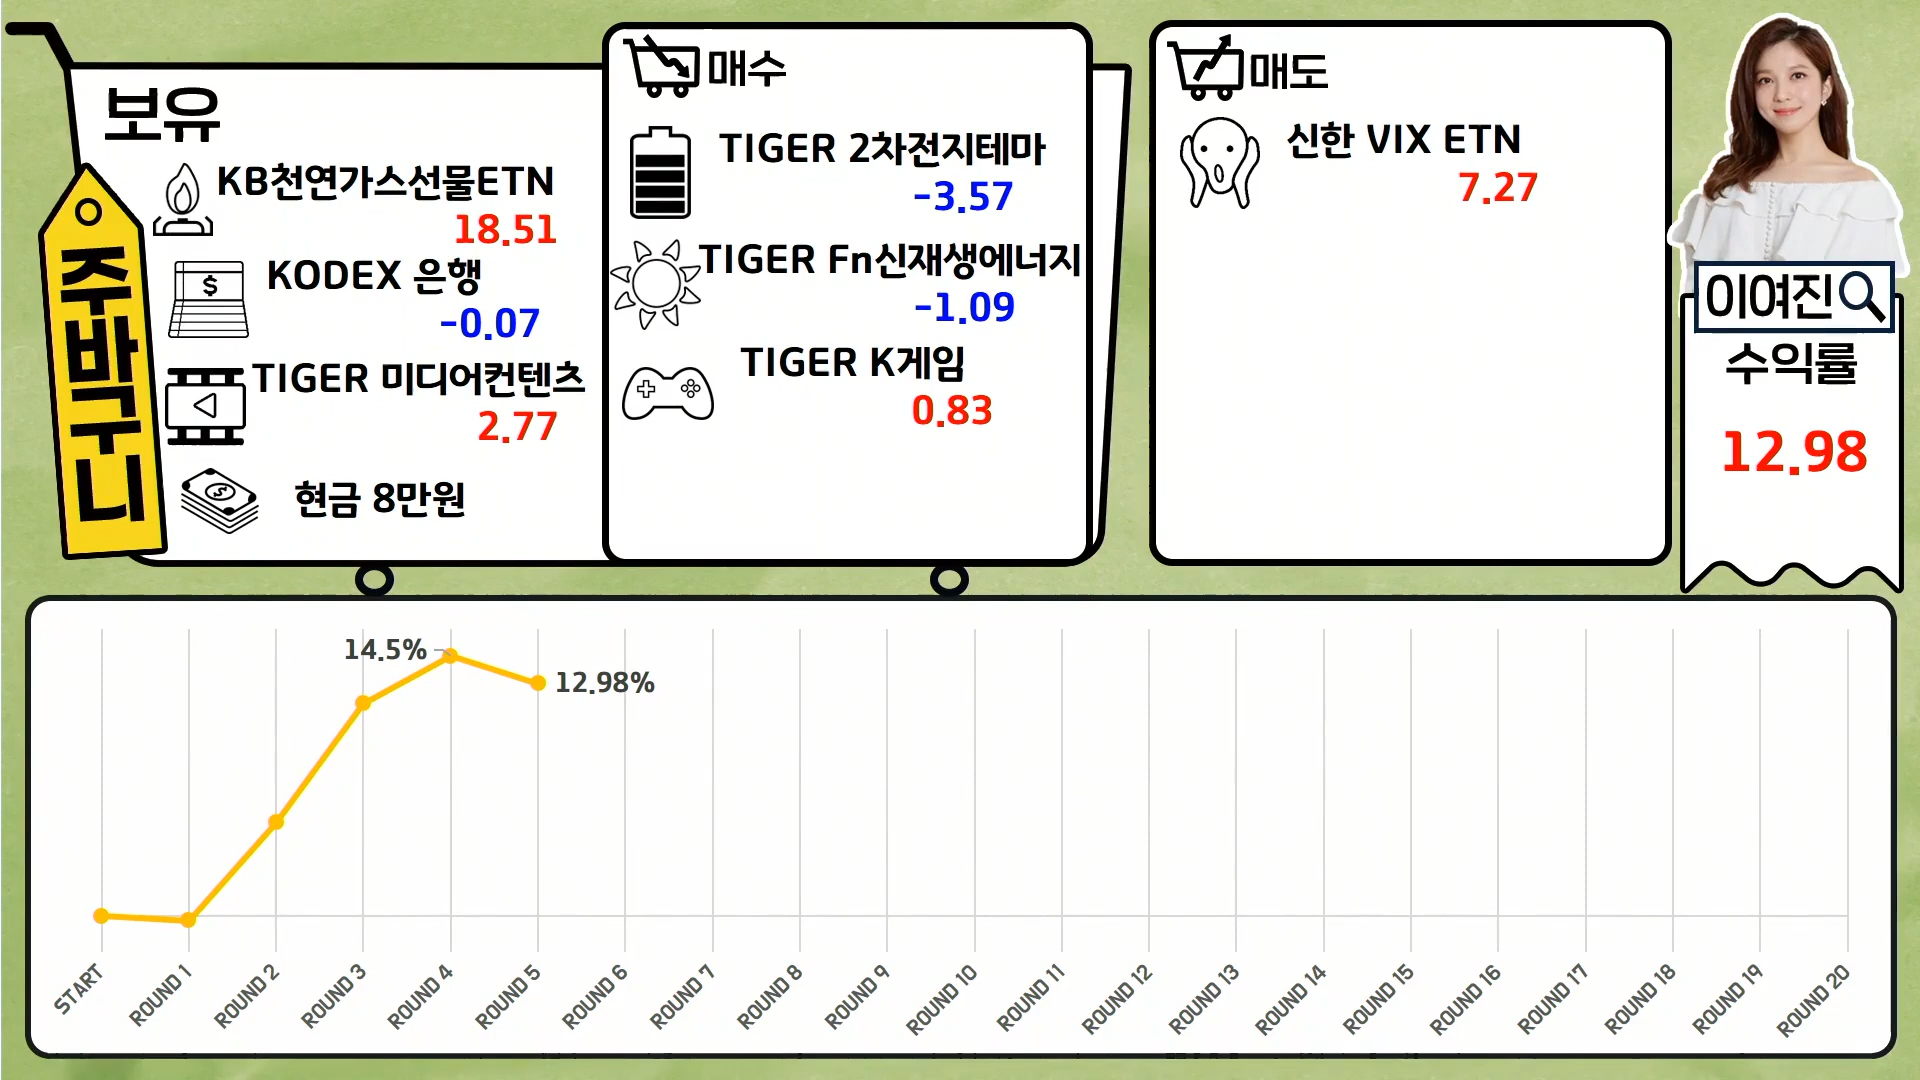 주바구니
보유
KB천연가스선물ETN
18.51
KODEX 은행
-0.07
TIGER 미디어컨텐츠
2.77
현금 8만원
매수
TIGER 2차전지테마
-3.57
TIGER Fn신재생에너지
-1.09
TIGER K게임
0.83
매도
신한 VIX ETN
7.27
이여진
수익률
12.98
14.5%
12.98%
START
ROUND 1
ROUND 2
ROUND 3
ROUND 4
ROUND 5
ROUND 6
ROUND 7
ROUND 8
ROUND 9
ROUND 10
ROUND 11
ROUND 12
ROUND 13
ROUND 14
ROUND 15
ROUND 16
ROUND 17
ROUND 18
ROUND 19
ROUND 20